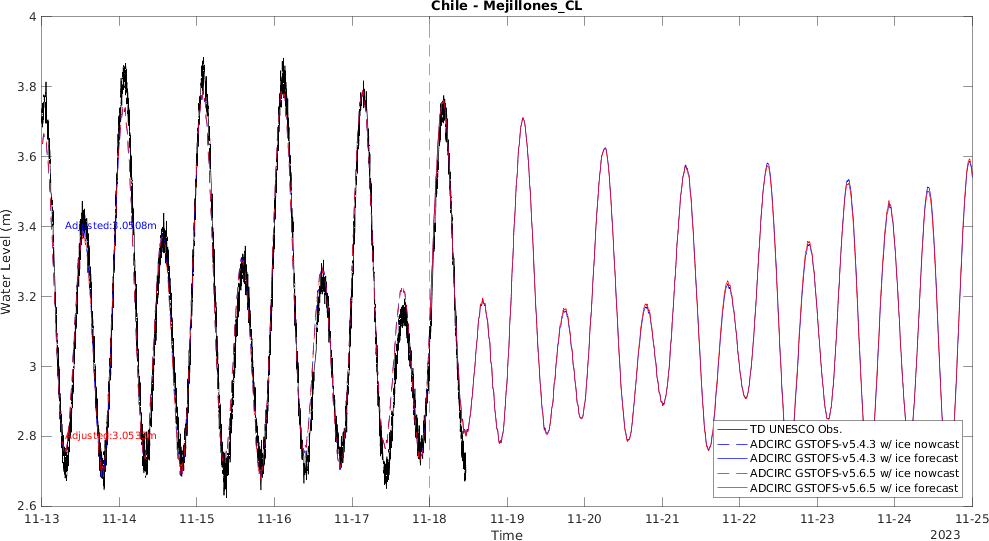 Chile - Mejillones_CL
4
3.8
3.6
3.4
3.2
3
2.8
2.6
Water Level (m)
Adjusted:3.0508m
TD UNESCO Obs.
ADCIRC GSTOFS-v5.4.3 w/ ice nowcast
ADCIRC GSTOFS-v5.4.3 w/ ice forecast
ADCIRC GSTOFS-v5.6.5 w/ ice nowcast
ADCIRC GSTOFS-v5.6.5 w/ ice forecast
11-13 11-14 11-15 11-16 11-17 11-18 11-19 11-20 11-21 11-22 11-23 11-24 11-25
Time
2023